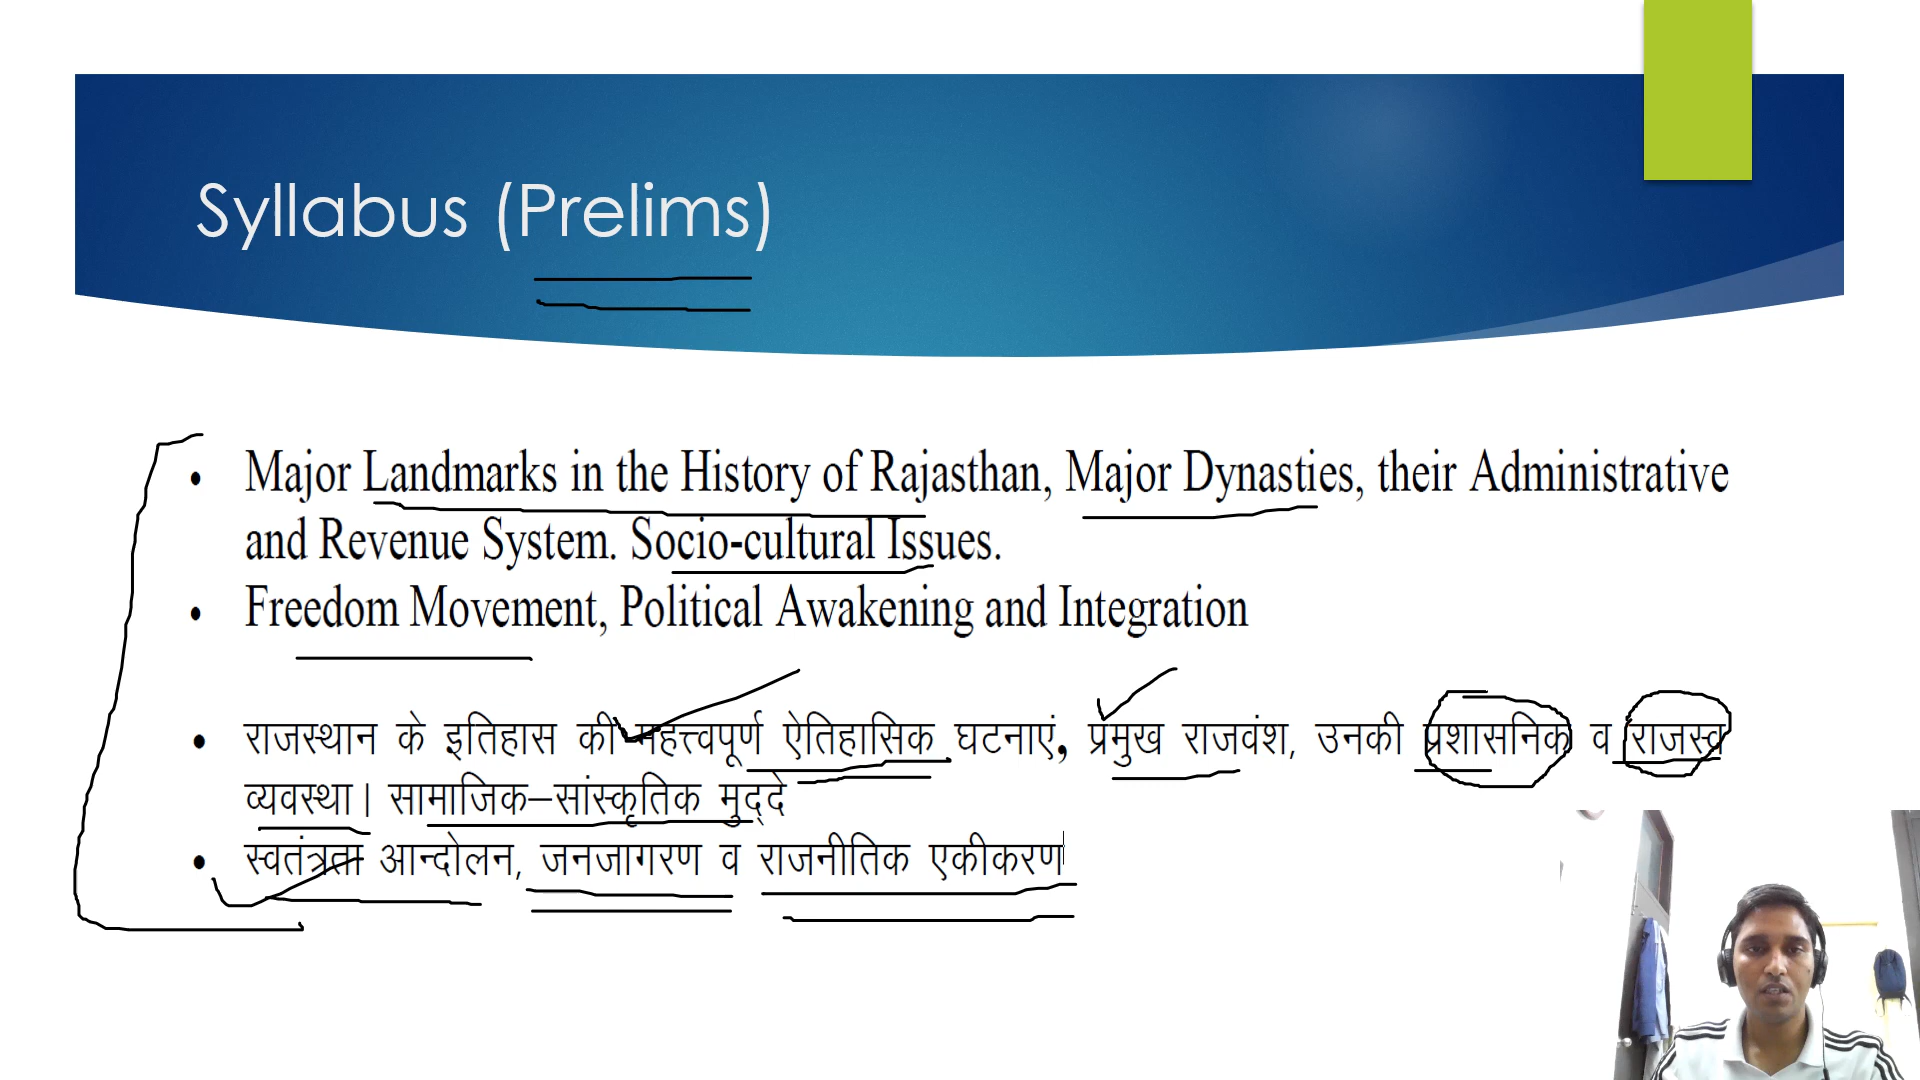 Syllabus (Prelims)
• Major Landmarks in the History of Rajasthan, Major Dynasties, their Administrative
and Revenue System. Socio-cultural Issues.
• Freedom Movement, Political Awakening and Integration
• राजस्थान के इतिहास की महत्त्वपूर्ण ऐतिहासिक घटनाएं, प्रमुख राजवंश, उनकी प्रशासनिक व राजस्व
व्यवस्था। सामाजिक–सांस्कृतिक मुद्दे
• स्वतंत्रता आन्दोलन, जनजागरण व राजनीतिक एकीकरण